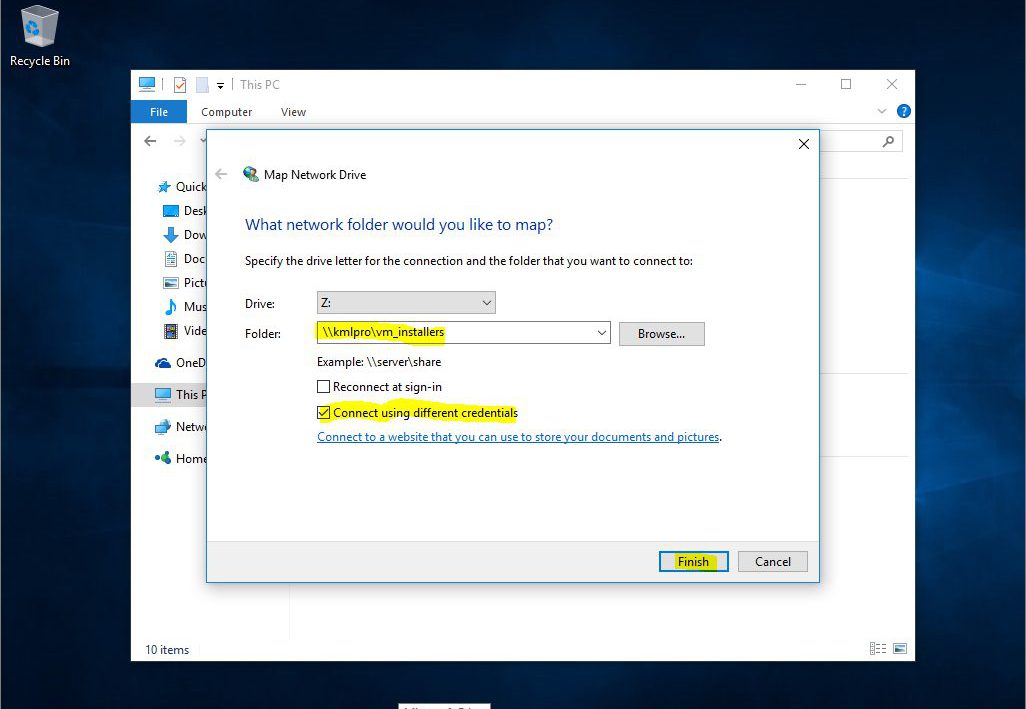 Recycle Bin
This PC
File Computer View
Map Network Drive
What network folder would you like to map?
Specify the drive letter for the connection and the folder that you want to connect to:
Drive: Z:
Folder: \\kmlpro\vm_installers Browse...
Example: \\server\share
Reconnect at sign-in
Connect using different credentials
Connect to a website that you can use to store your documents and pictures.
Finish Cancel
Quick
Desk
Dow
Doc
Pictu
Mus
Vide
OneD
This P
Netwo
Home
10 items